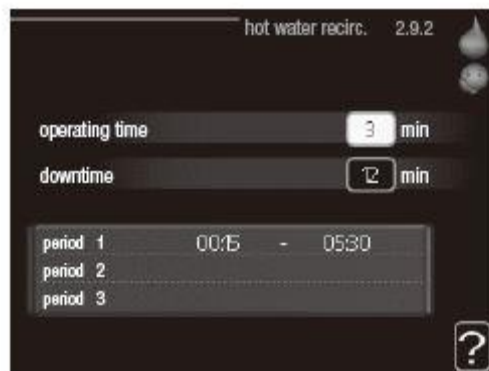 hot water recirc. 2.9.2
operating time 3 min
downtime 12 min
period 1 00:15 - 05:30
period 2
period 3
?